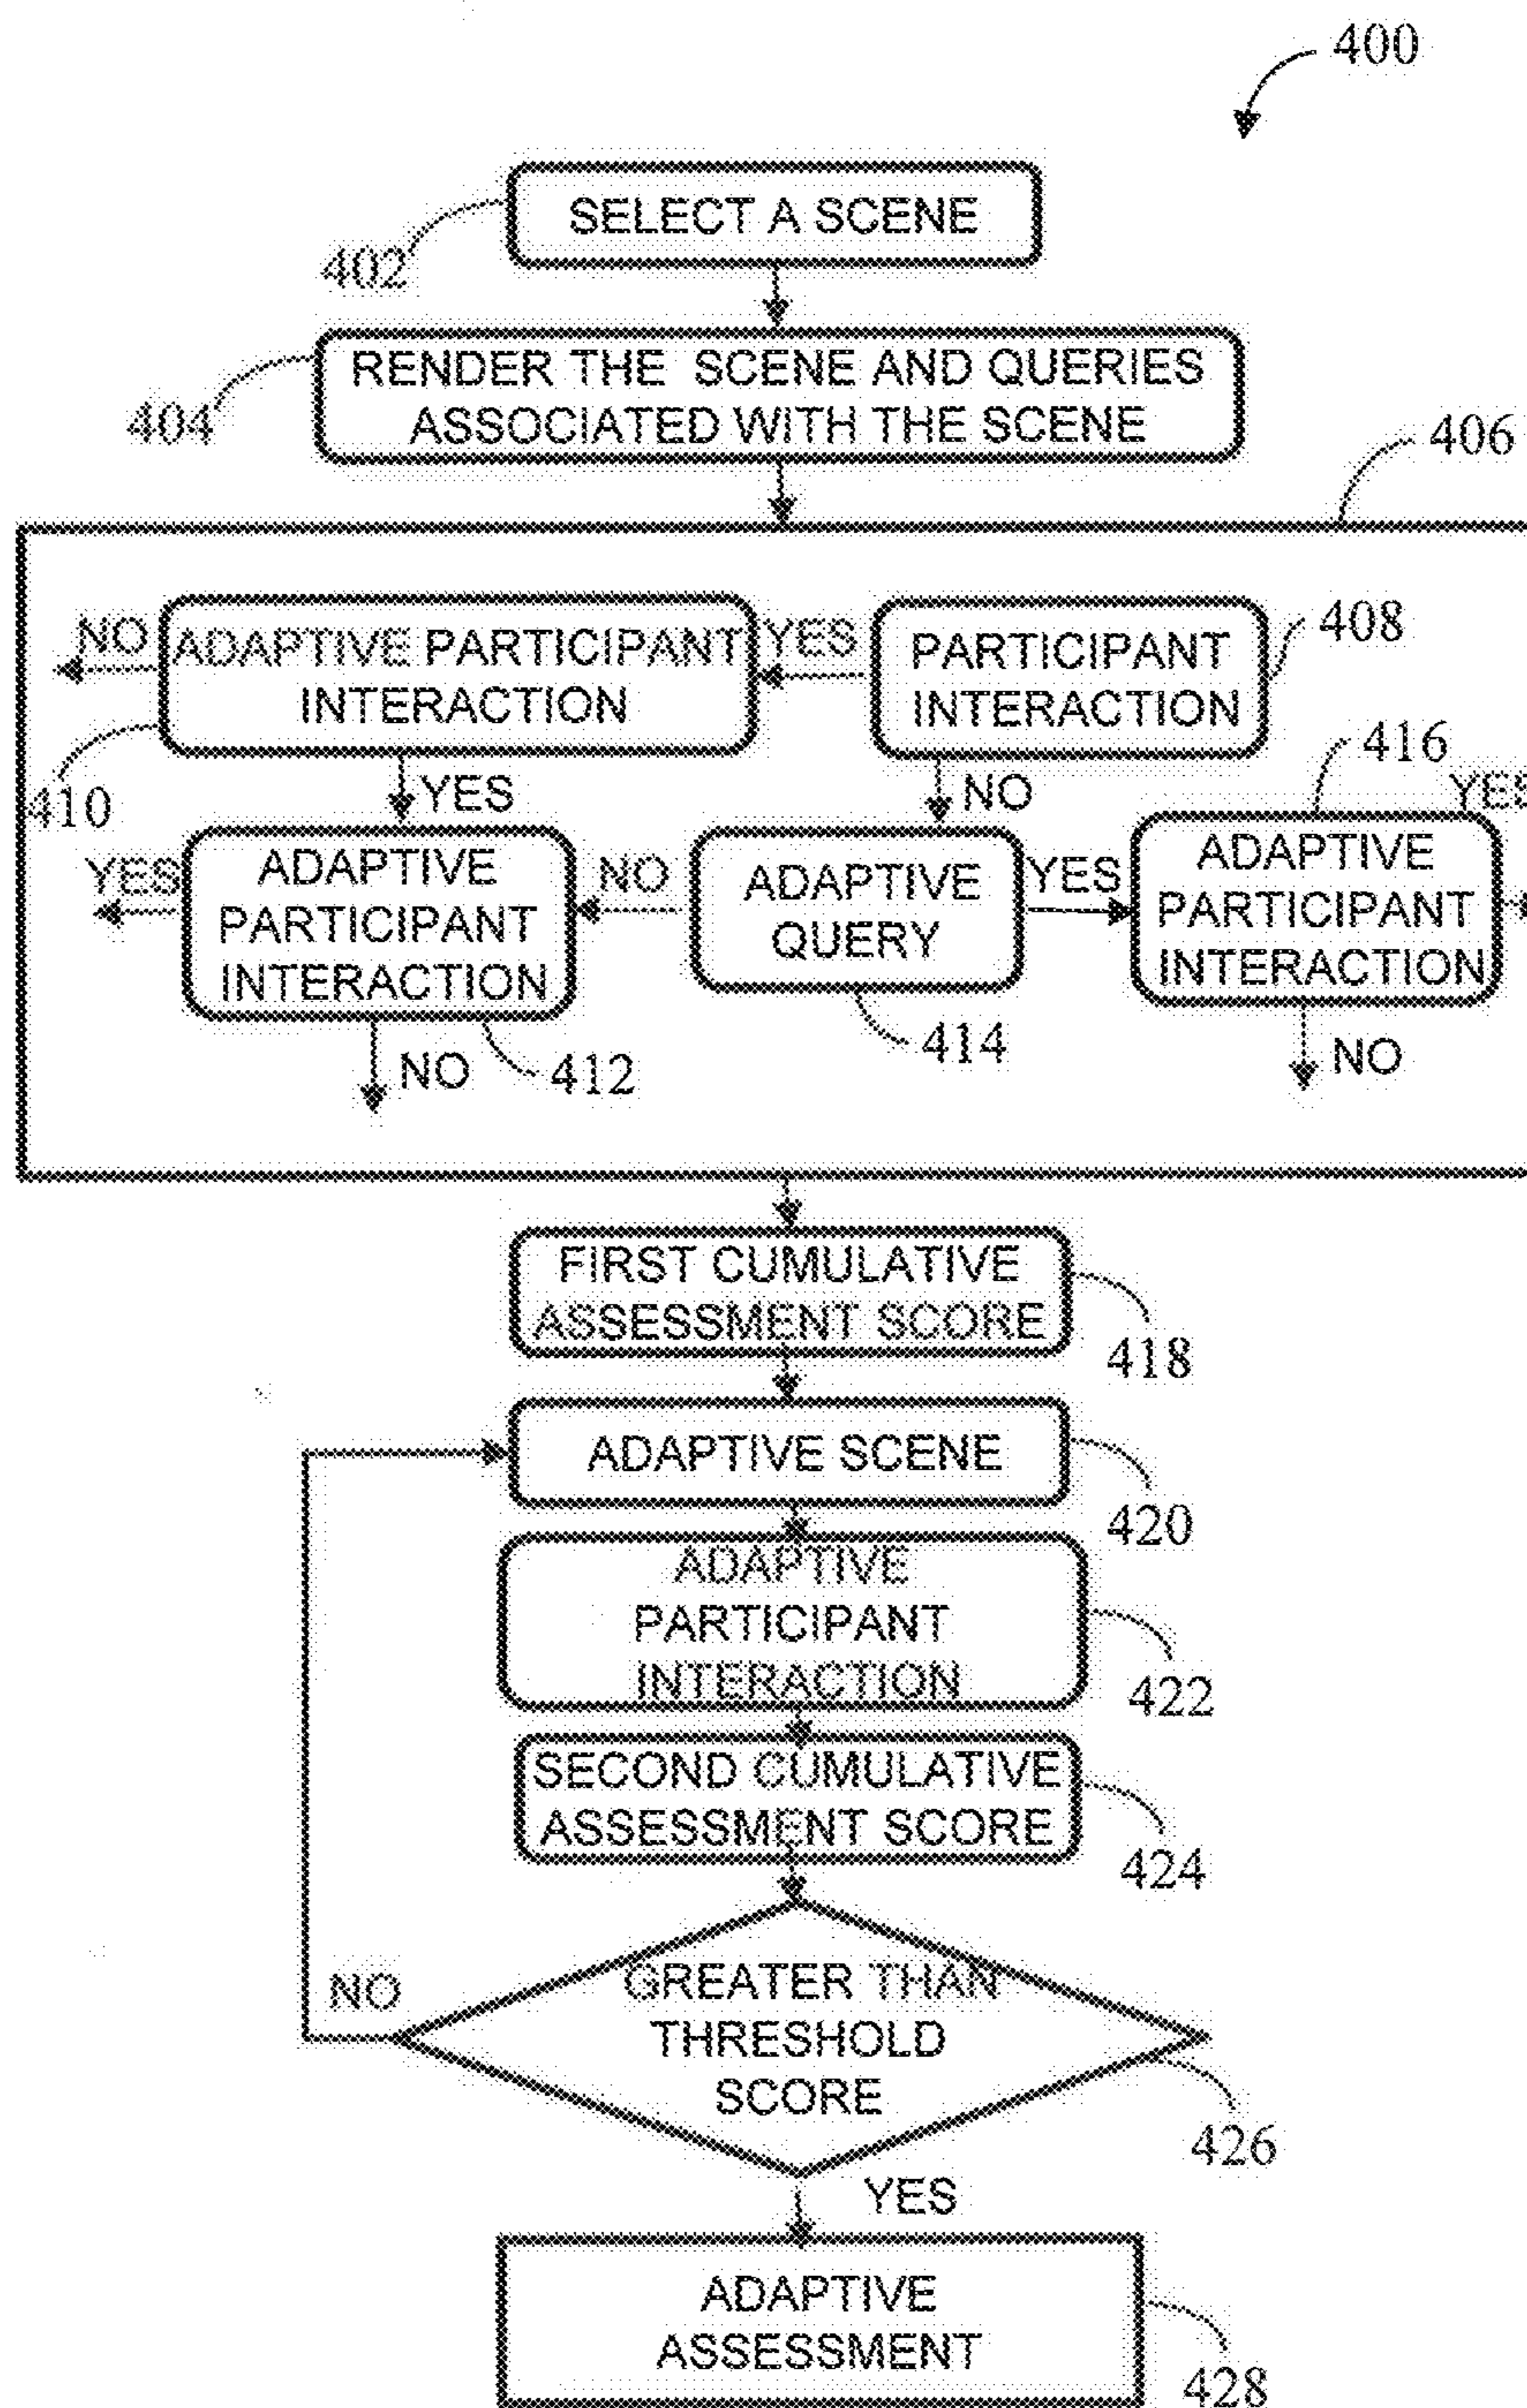 400
SELECT A SCENE
402
RENDER THE SCENE AND QUERIES
ASSOCIATED WITH THE SCENE
404
406
NO
ADAPTIVE PARTICIPANT
INTERACTION
YES
PARTICIPANT
INTERACTION
408
410
YES
NO
416
YES
YES
ADAPTIVE
PARTICIPANT
INTERACTION
NO
ADAPTIVE
QUERY
YES
ADAPTIVE
PARTICIPANT
INTERACTION
NO
412
414
NO
FIRST CUMULATIVE
ASSESSMENT SCORE
418
ADAPTIVE SCENE
420
ADAPTIVE
PARTICIPANT
INTERACTION
422
SECOND CUMULATIVE
ASSESSMENT SCORE
424
NO
GREATER THAN
THRESHOLD
SCORE
426
YES
ADAPTIVE
ASSESSMENT
428